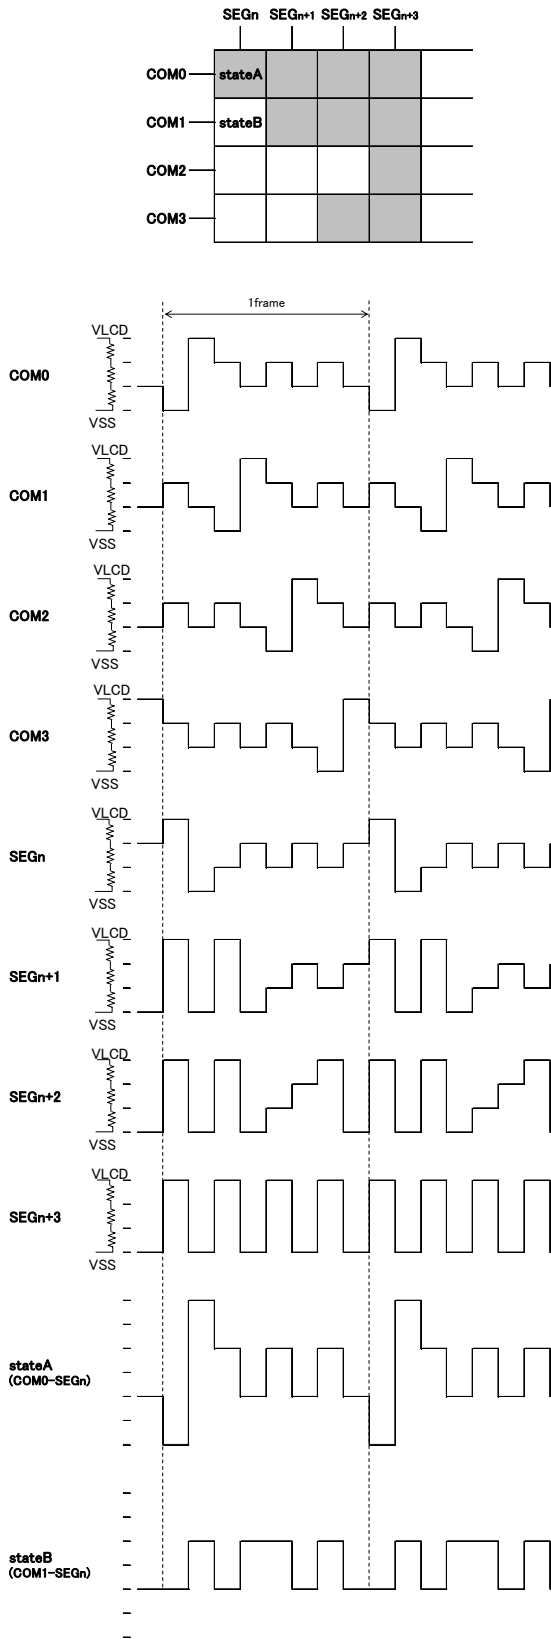 SEGn SEGn+1 SEGn+2 SEGn+3
COM0 stateA
COM1 stateB
COM2
COM3
1frame
VLCD
COM0
VSS
VLCD
COM1
VSS
VLCD
COM2
VSS
VLCD
COM3
VSS
VLCD
SEGn
VSS
VLCD
SEGn+1
VSS
VLCD
SEGn+2
VSS
VLCD
SEGn+3
VSS
stateA
(COM0-SEGn)
stateB
(COM1-SEGn)